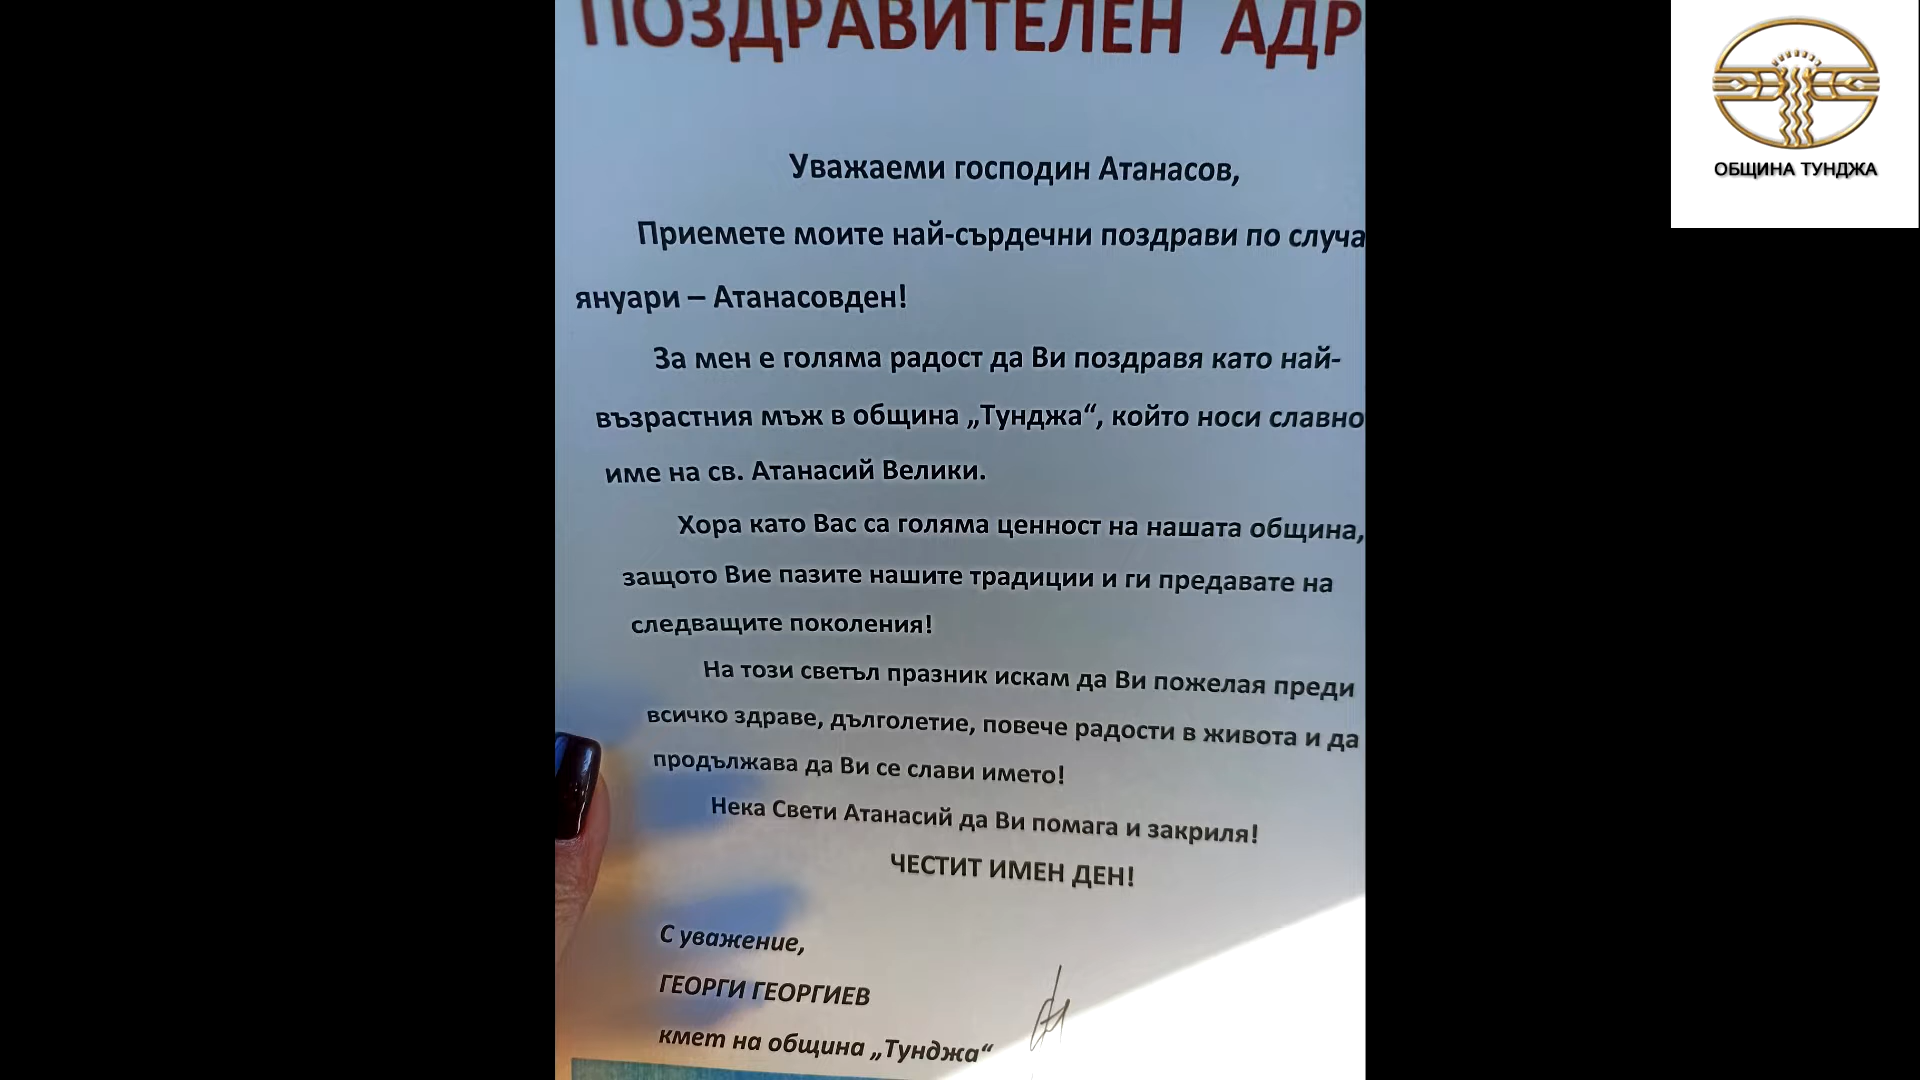 ПОЗДРАВИТЕЛЕН АДР
ОБЩИНА ТУНДЖА
Уважаеми господин Атанасов,
Приемете моите най-сърдечни поздрави по случа
януари – Атанасовден!
За мен е голяма радост да Ви поздравя като най-
възрастния мъж в община „Тунджа“, който носи славно
име на св. Атанасий Велики.
Хора като Вас са голяма ценност на нашата община,
защото Вие пазите нашите традиции и ги предавате на
следващите поколения!
На този светъл празник искам да Ви пожелая преди
всичко здраве, дълголетие, повече радости в живота и да
продължава да Ви се слави името!
Нека Свети Атанасий да Ви помага и закриля!
ЧЕСТИТ ИМЕН ДЕН!
С уважение,
ГЕОРГИ ГЕОРГИЕВ
кмет на община „Тунджа“